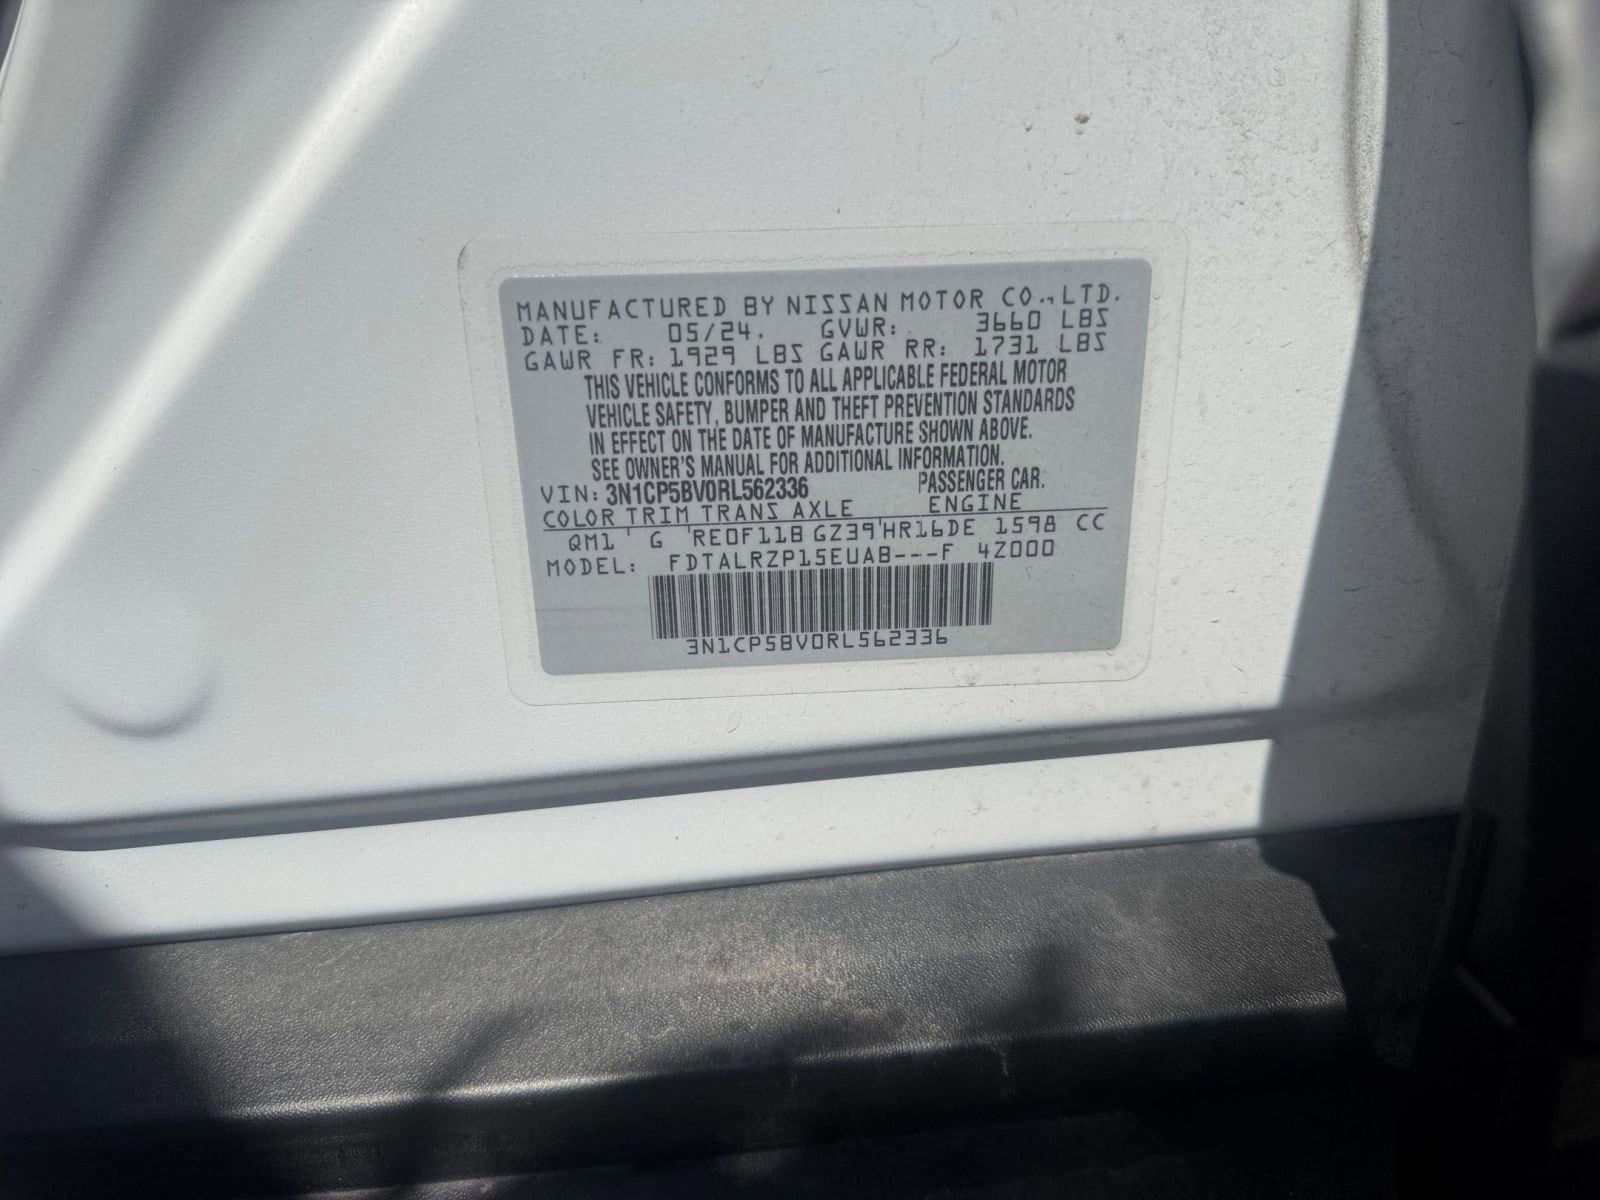 MANUFACTURED BY NISSAN MOTOR CO., LTD.
DATE: 05/24. GVWR: 3660 LBS
GAWR FR: 1929 LBS GAWR RR: 1731 LBS
THIS VEHICLE CONFORMS TO ALL APPLICABLE FEDERAL MOTOR
VEHICLE SAFETY, BUMPER AND THEFT PREVENTION STANDARDS
IN EFFECT ON THE DATE OF MANUFACTURE SHOWN ABOVE.
SEE OWNER'S MANUAL FOR ADDITIONAL INFORMATION.
VIN: 3N1CP5BV0RL562336 PASSENGER CAR.
COLOR TRIM TRANS AXLE ENGINE
QM1 G RE0F11B GZ39 HR16DE 1598 CC
MODEL: FDTALRZP15EUAB---F 4Z000
3N1CP5BV0RL562336